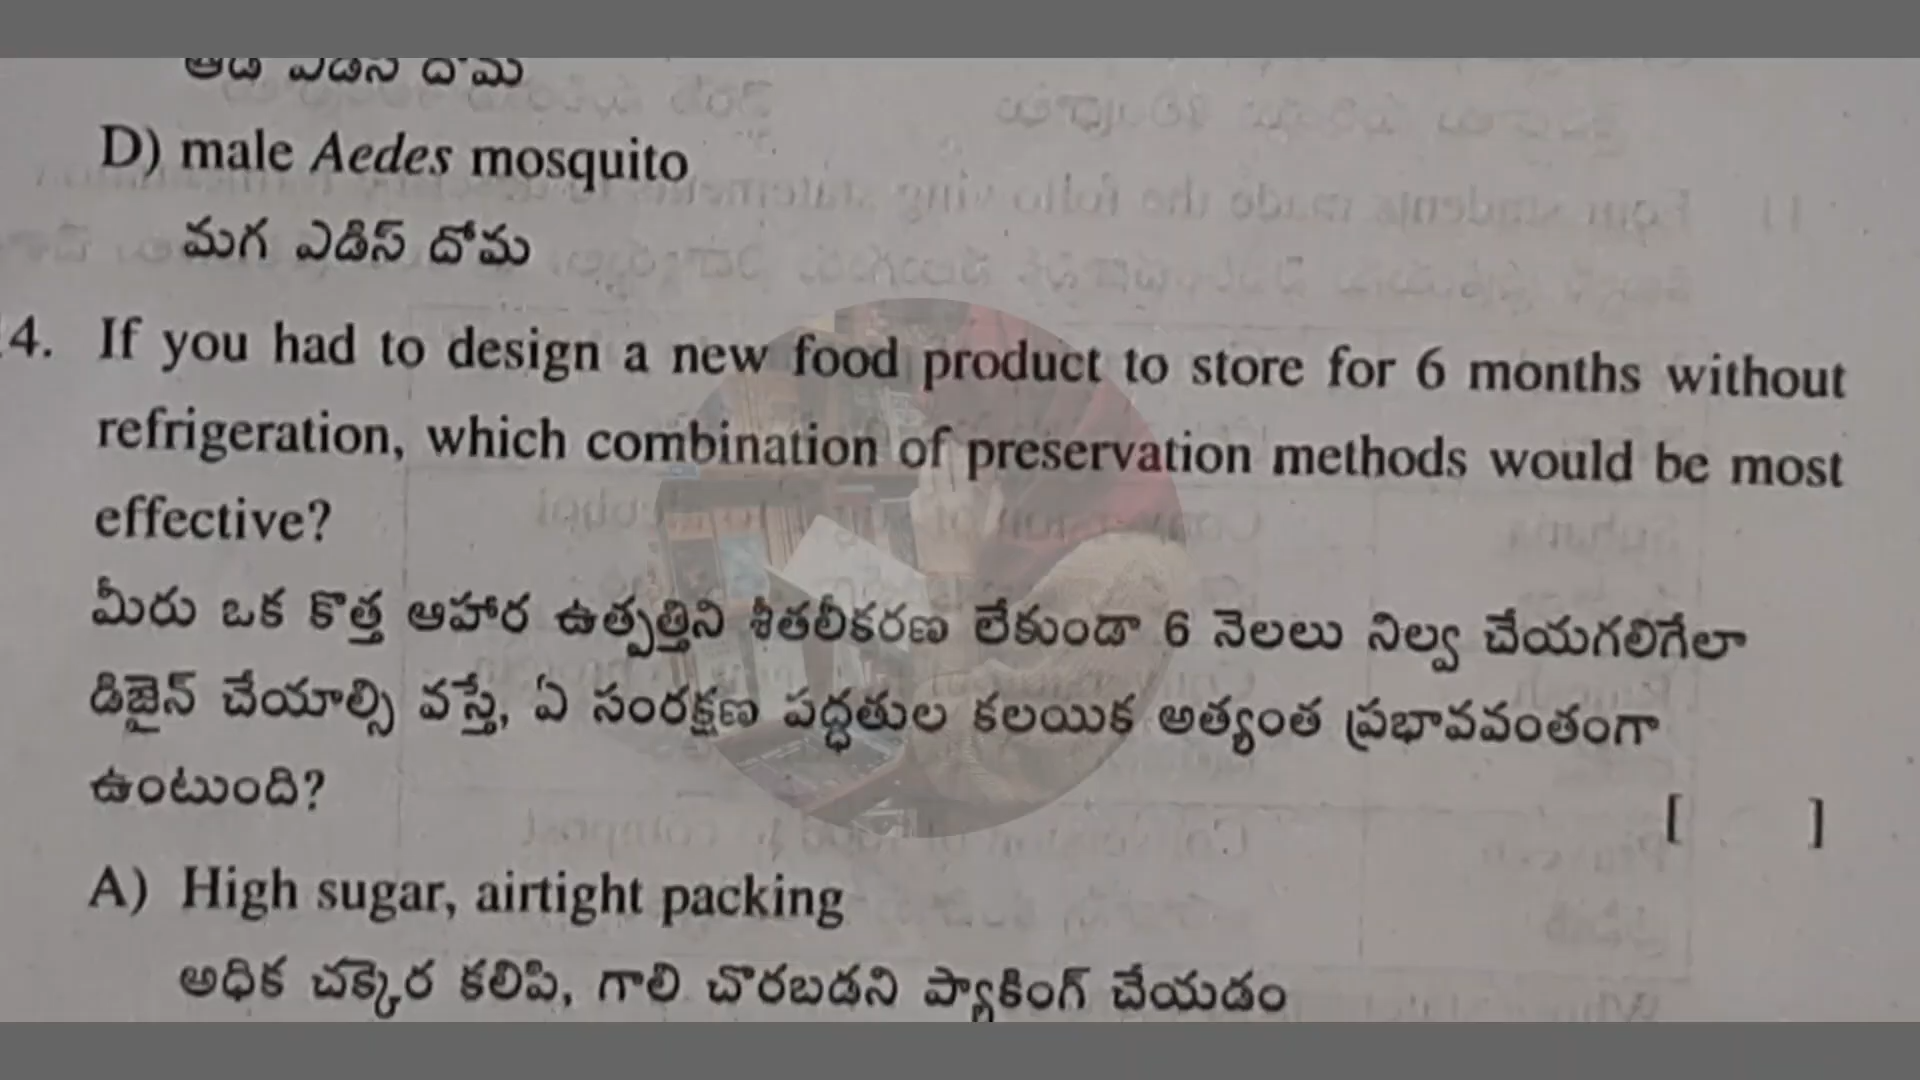 ఆడ ఎడిస్ దోమ
D) male Aedes mosquito
మగ ఎడిస్ దోమ
4. If you had to design a new food product to store for 6 months without
refrigeration, which combination of preservation methods would be most
effective?
మీరు ఒక కొత్త ఆహార ఉత్పత్తిని శీతలీకరణ లేకుండా 6 నెలలు నిల్వ చేయగలిగేలా
డిజైన్ చేయాల్సి వస్తే, ఏ సంరక్షణ పద్ధతుల కలయిక అత్యంత ప్రభావవంతంగా
ఉంటుంది? [ ]
A) High sugar, airtight packing
అధిక చక్కెర కలిపి, గాలి చొరబడని ప్యాకింగ్ చేయడం